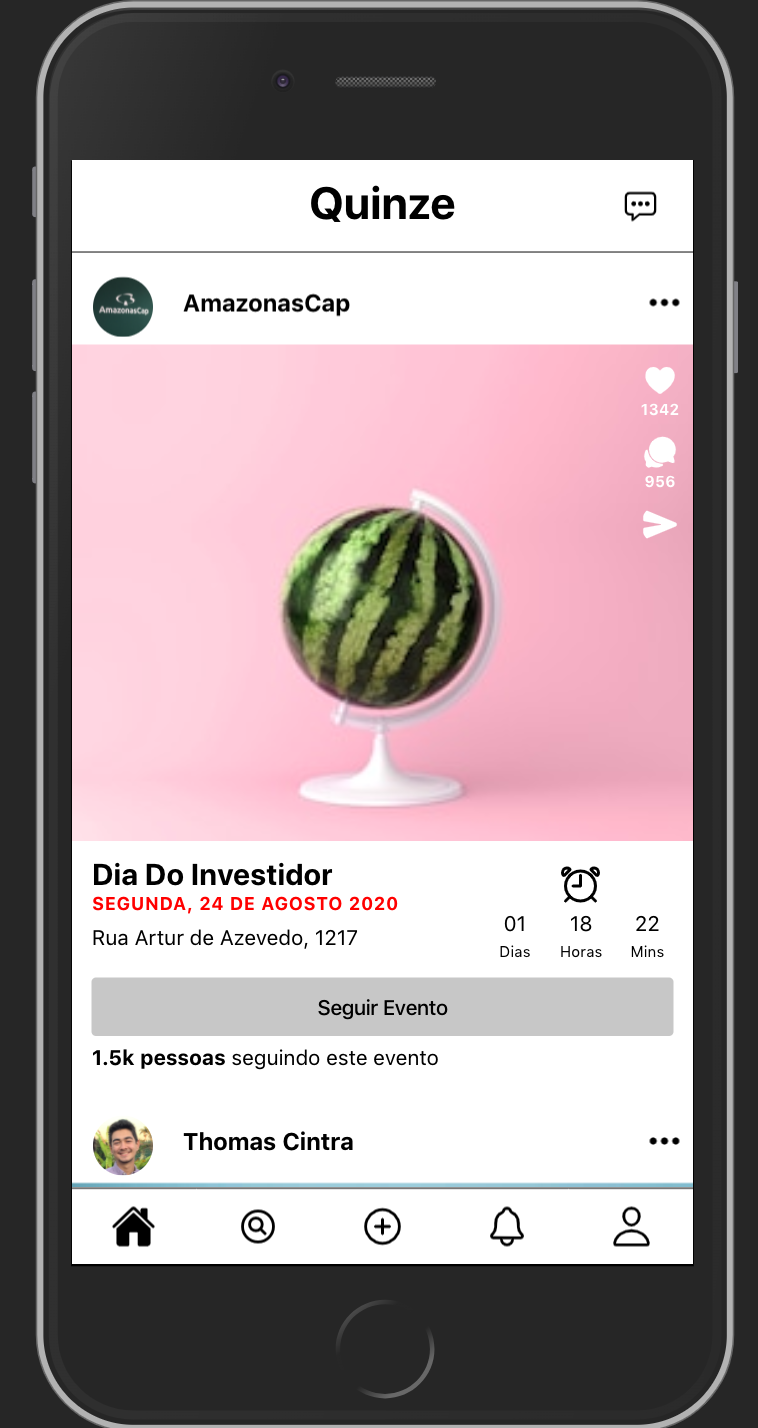 Quinze
AmazonasCap
AmazonasCap
1342
956
Dia Do Investidor
SEGUNDA, 24 DE AGOSTO 2020
Rua Artur de Azevedo, 1217
01 18 22
Dias Horas Mins
Seguir Evento
1.5k pessoas seguindo este evento
Thomas Cintra